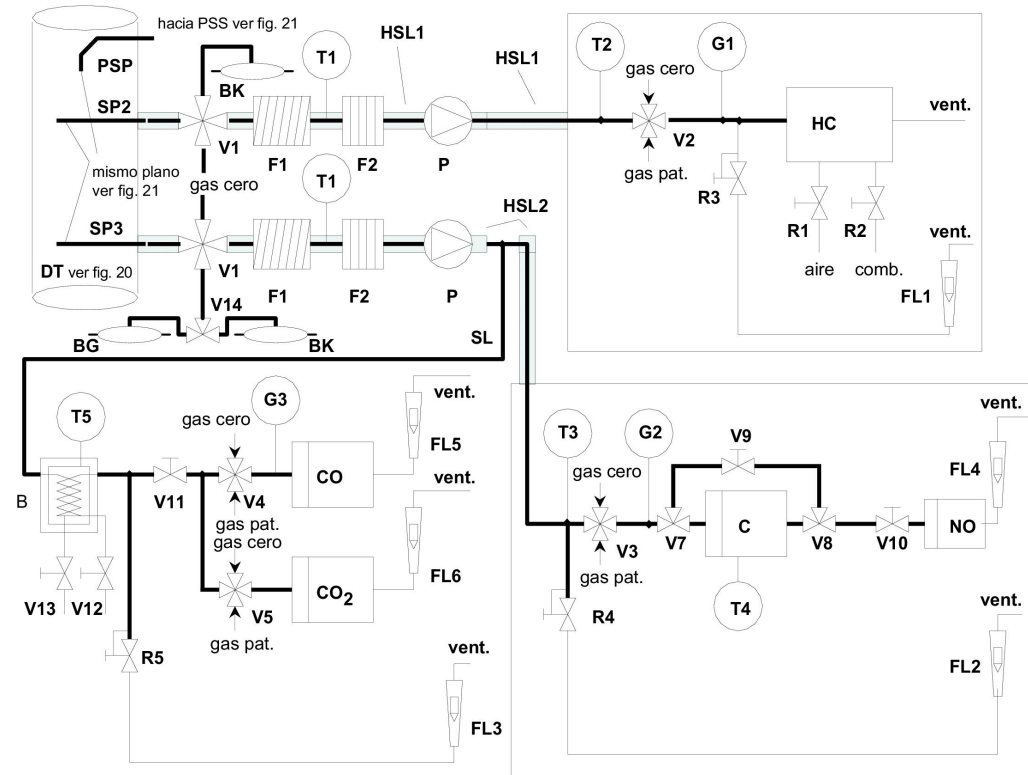 hacia PSS ver fig. 21
PSP
BK
T1
HSL1
HSL1
T2
G1
gas cero
SP2
V1
F1
F2
P
V2
gas pat.
HC
vent.
mismo plano
ver fig. 21
gas cero
T1
HSL2
R3
R1
R2
aire
comb.
vent.
FL1
SP3
DT ver fig. 20
V1
F1
F2
P
V14
BG
BK
SL
T5
gas cero
G3
vent.
FL5
B
V11
V4
CO
gas pat.
gas cero
vent.
FL6
V13
V12
V5
CO2
gas pat.
R5
vent.
FL3
T3
G2
V9
vent.
FL4
gas cero
V3
V7
C
V8
V10
NO
gas pat.
R4
T4
vent.
FL2